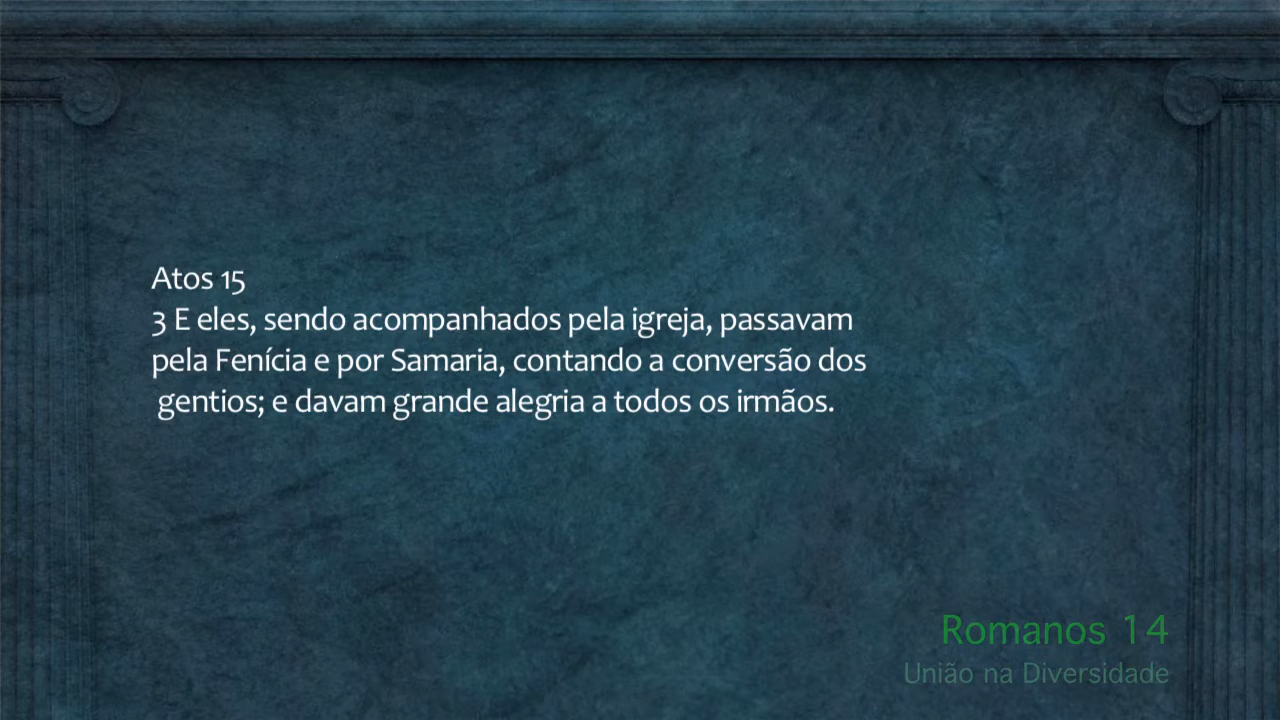 Atos 15
3 E eles, sendo acompanhados pela igreja, passavam
pela Fenícia e por Samaria, contando a conversão dos
gentios; e davam grande alegria a todos os irmãos.
Romanos 14
União na Diversidade